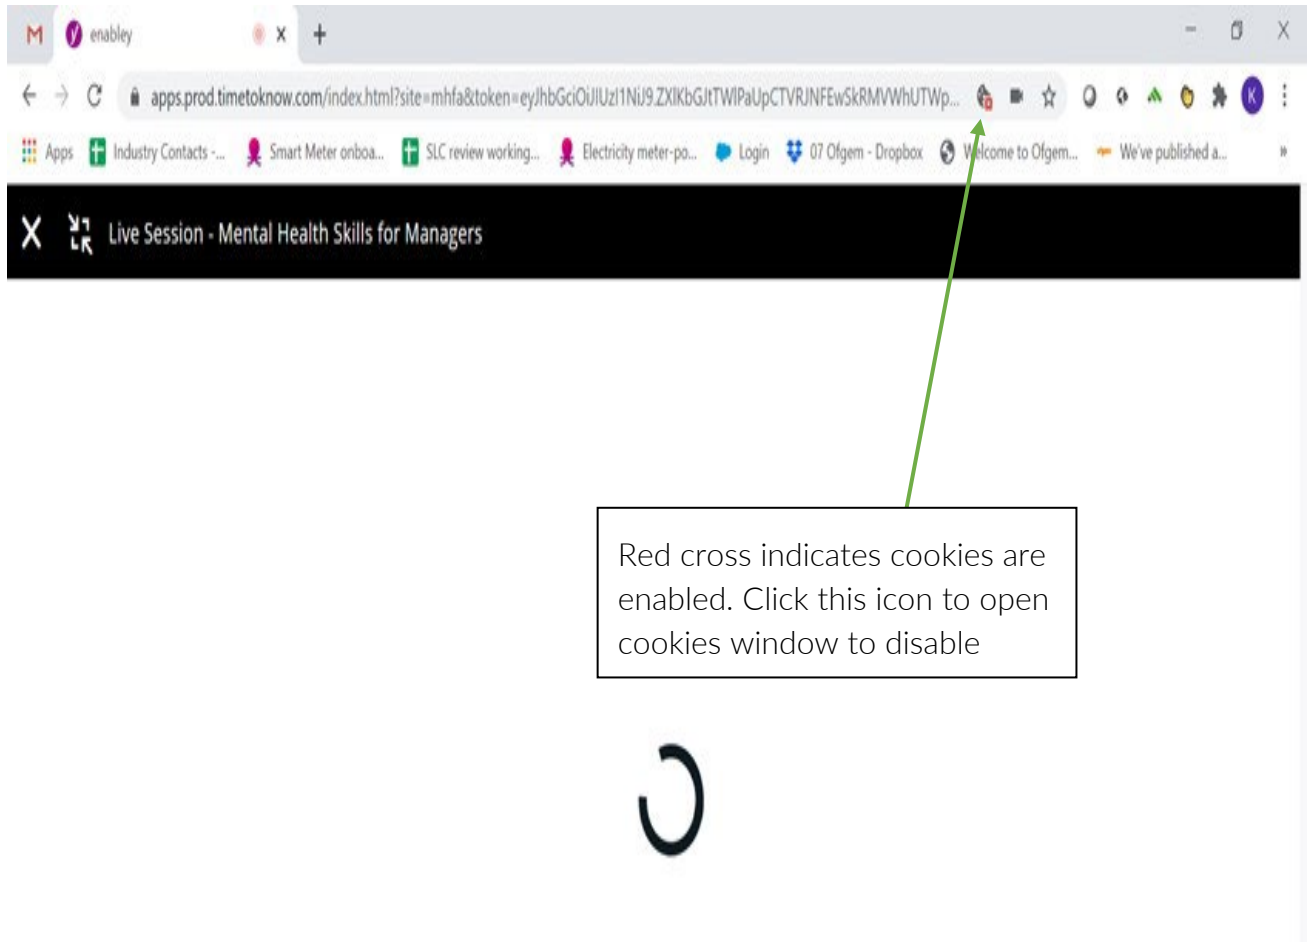 M enabley
apps.prod.timetoknow.com/index.html?site=mhfa&token=eyJhbGciOiJIUzI1NiJ9.ZXlKbGJtTWlPaUpCTVRJNFEwSkRMVWhUTWp...
K
Apps Industry Contacts -... Smart Meter onboa... SLC review working... Electricity meter-po... Login 07 Ofgem - Dropbox Welcome to Ofgem... We've published a... »
Live Session - Mental Health Skills for Managers
Red cross indicates cookies are
enabled. Click this icon to open
cookies window to disable